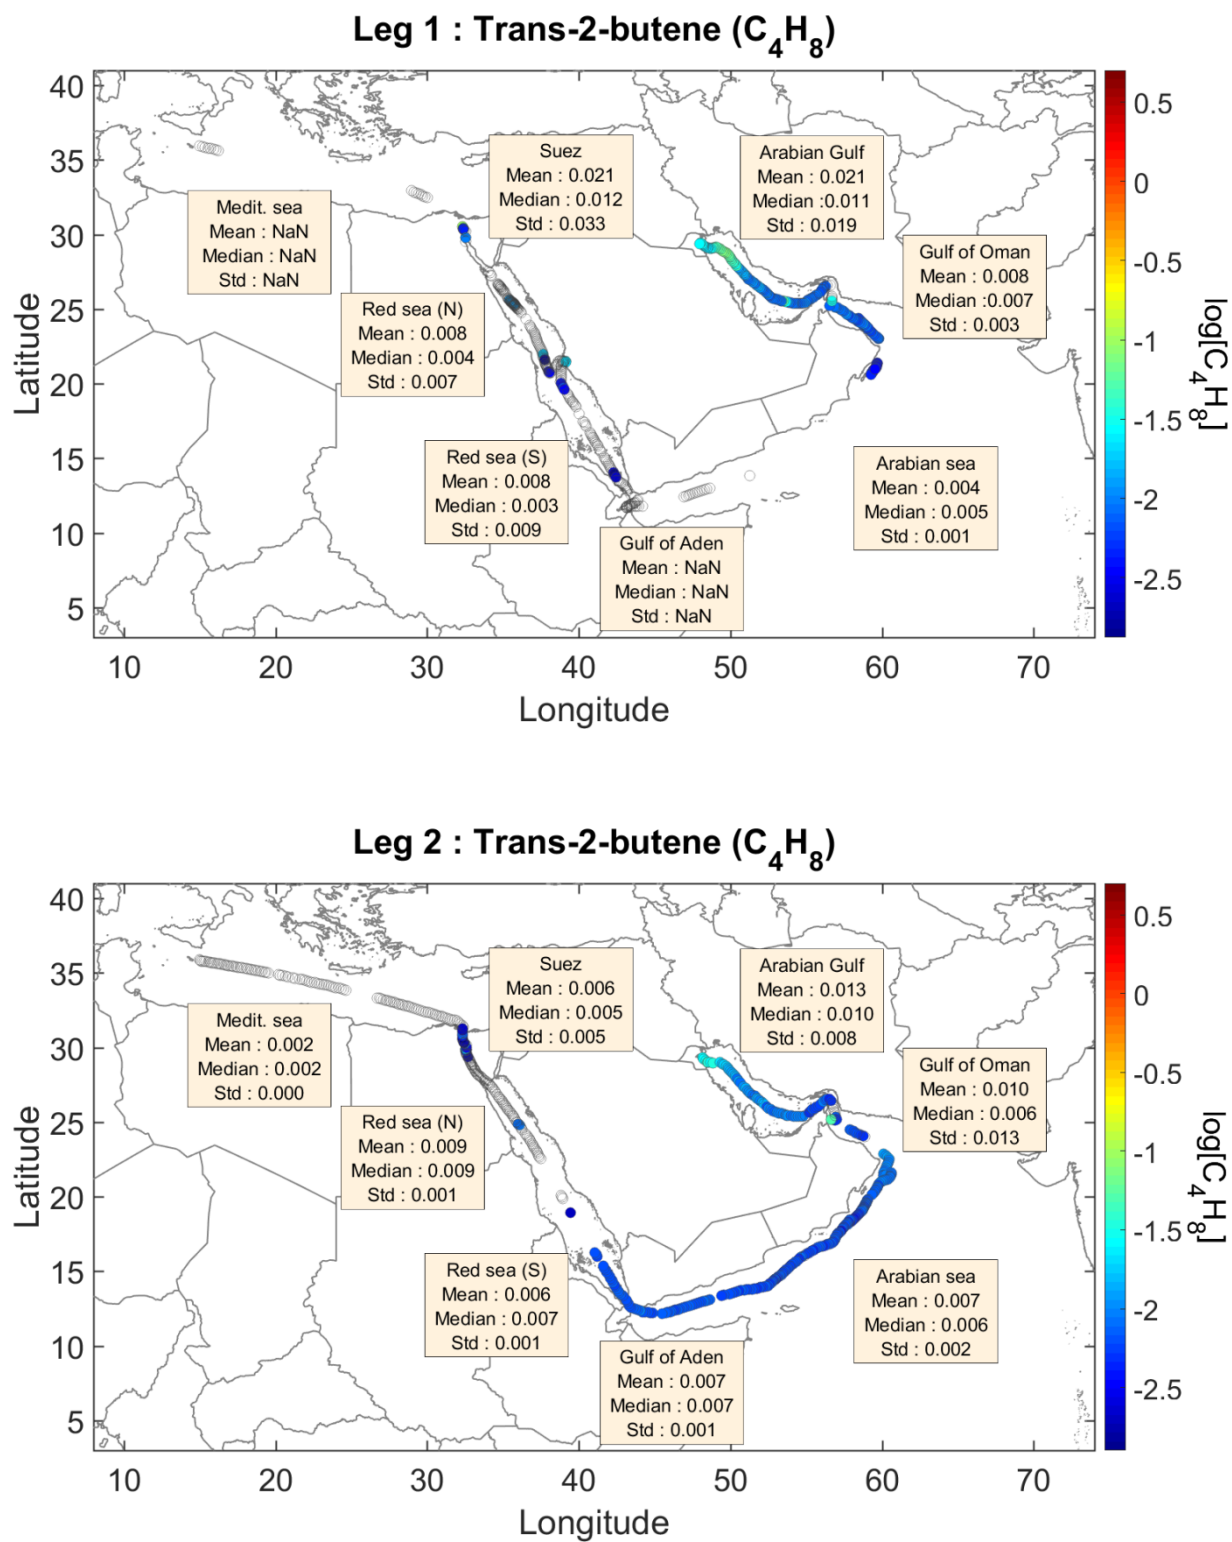 Leg 1 : Trans-2-butene (C4H8)
40
35
30
25
20
15
10
5
Latitude
10 20 30 40 50 60 70
Longitude
Medit. sea
Mean : NaN
Median : NaN
Std : NaN
Suez
Mean : 0.021
Median : 0.012
Std : 0.033
Arabian Gulf
Mean : 0.021
Median :0.011
Std : 0.019
Gulf of Oman
Mean : 0.008
Median :0.007
Std : 0.003
Red sea (N)
Mean : 0.008
Median : 0.004
Std : 0.007
Red sea (S)
Mean : 0.008
Median : 0.003
Std : 0.009
Arabian sea
Mean : 0.004
Median : 0.005
Std : 0.001
Gulf of Aden
Mean : NaN
Median : NaN
Std : NaN
0.5
0
-0.5
-1
-1.5
-2
-2.5
log[C4H8]
Leg 2 : Trans-2-butene (C4H8)
40
35
30
25
20
15
10
5
Latitude
10 20 30 40 50 60 70
Longitude
Medit. sea
Mean : 0.002
Median : 0.002
Std : 0.000
Suez
Mean : 0.006
Median : 0.005
Std : 0.005
Arabian Gulf
Mean : 0.013
Median : 0.010
Std : 0.008
Gulf of Oman
Mean : 0.010
Median : 0.006
Std : 0.013
Red sea (N)
Mean : 0.009
Median : 0.009
Std : 0.001
Red sea (S)
Mean : 0.006
Median : 0.007
Std : 0.001
Arabian sea
Mean : 0.007
Median : 0.006
Std : 0.002
Gulf of Aden
Mean : 0.007
Median : 0.007
Std : 0.001
0.5
0
-0.5
-1
-1.5
-2
-2.5
log[C4H8]